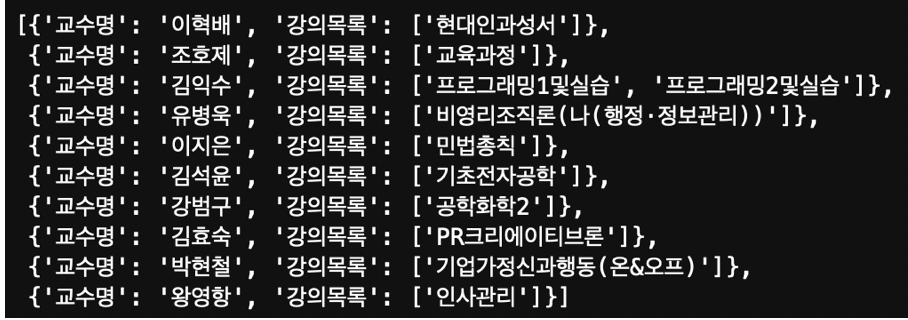 [{'교수명': '이혁배', '강의목록': ['현대인과성서']},
{'교수명': '조호제', '강의목록': ['교육과정']},
{'교수명': '김익수', '강의목록': ['프로그래밍1및실습', '프로그래밍2및실습']},
{'교수명': '유병욱', '강의목록': ['비영리조직론(나(행정·정보관리))']},
{'교수명': '이지은', '강의목록': ['민법총칙']},
{'교수명': '김석윤', '강의목록': ['기초전자공학']},
{'교수명': '강범구', '강의목록': ['공학화학2']},
{'교수명': '김효숙', '강의목록': ['PR크리에이티브론']},
{'교수명': '박현철', '강의목록': ['기업가정신과행동(온&오프)']},
{'교수명': '왕영항', '강의목록': ['인사관리']}]